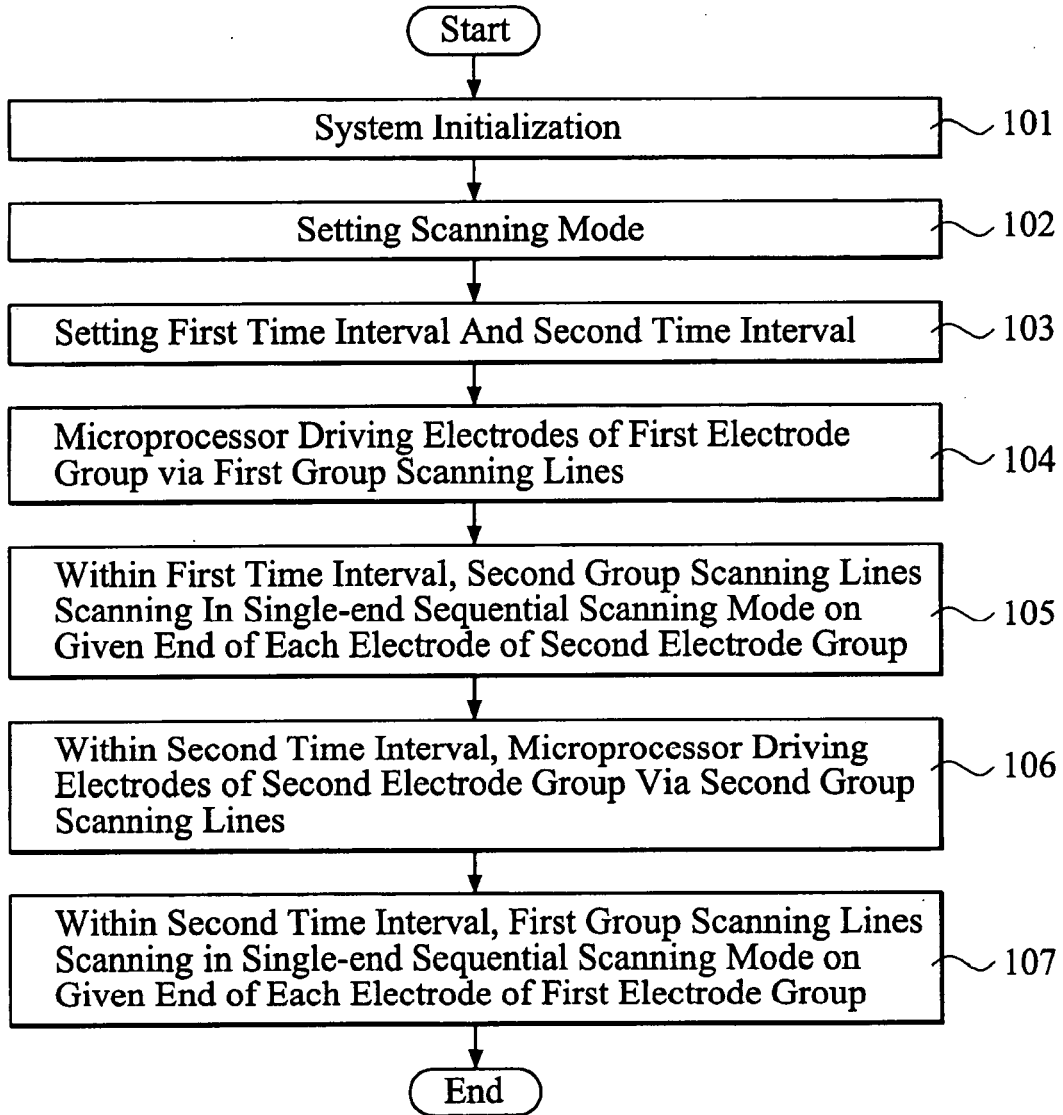 Start
System Initialization
101
Setting Scanning Mode
102
Setting First Time Interval And Second Time Interval
103
Microprocessor Driving Electrodes of First Electrode
Group via First Group Scanning Lines
104
Within First Time Interval, Second Group Scanning Lines
Scanning In Single-end Sequential Scanning Mode on
Given End of Each Electrode of Second Electrode Group
105
Within Second Time Interval, Microprocessor Driving
Electrodes of Second Electrode Group Via Second Group
Scanning Lines
106
Within Second Time Interval, First Group Scanning Lines
Scanning in Single-end Sequential Scanning Mode on
Given End of Each Electrode of First Electrode Group
107
End